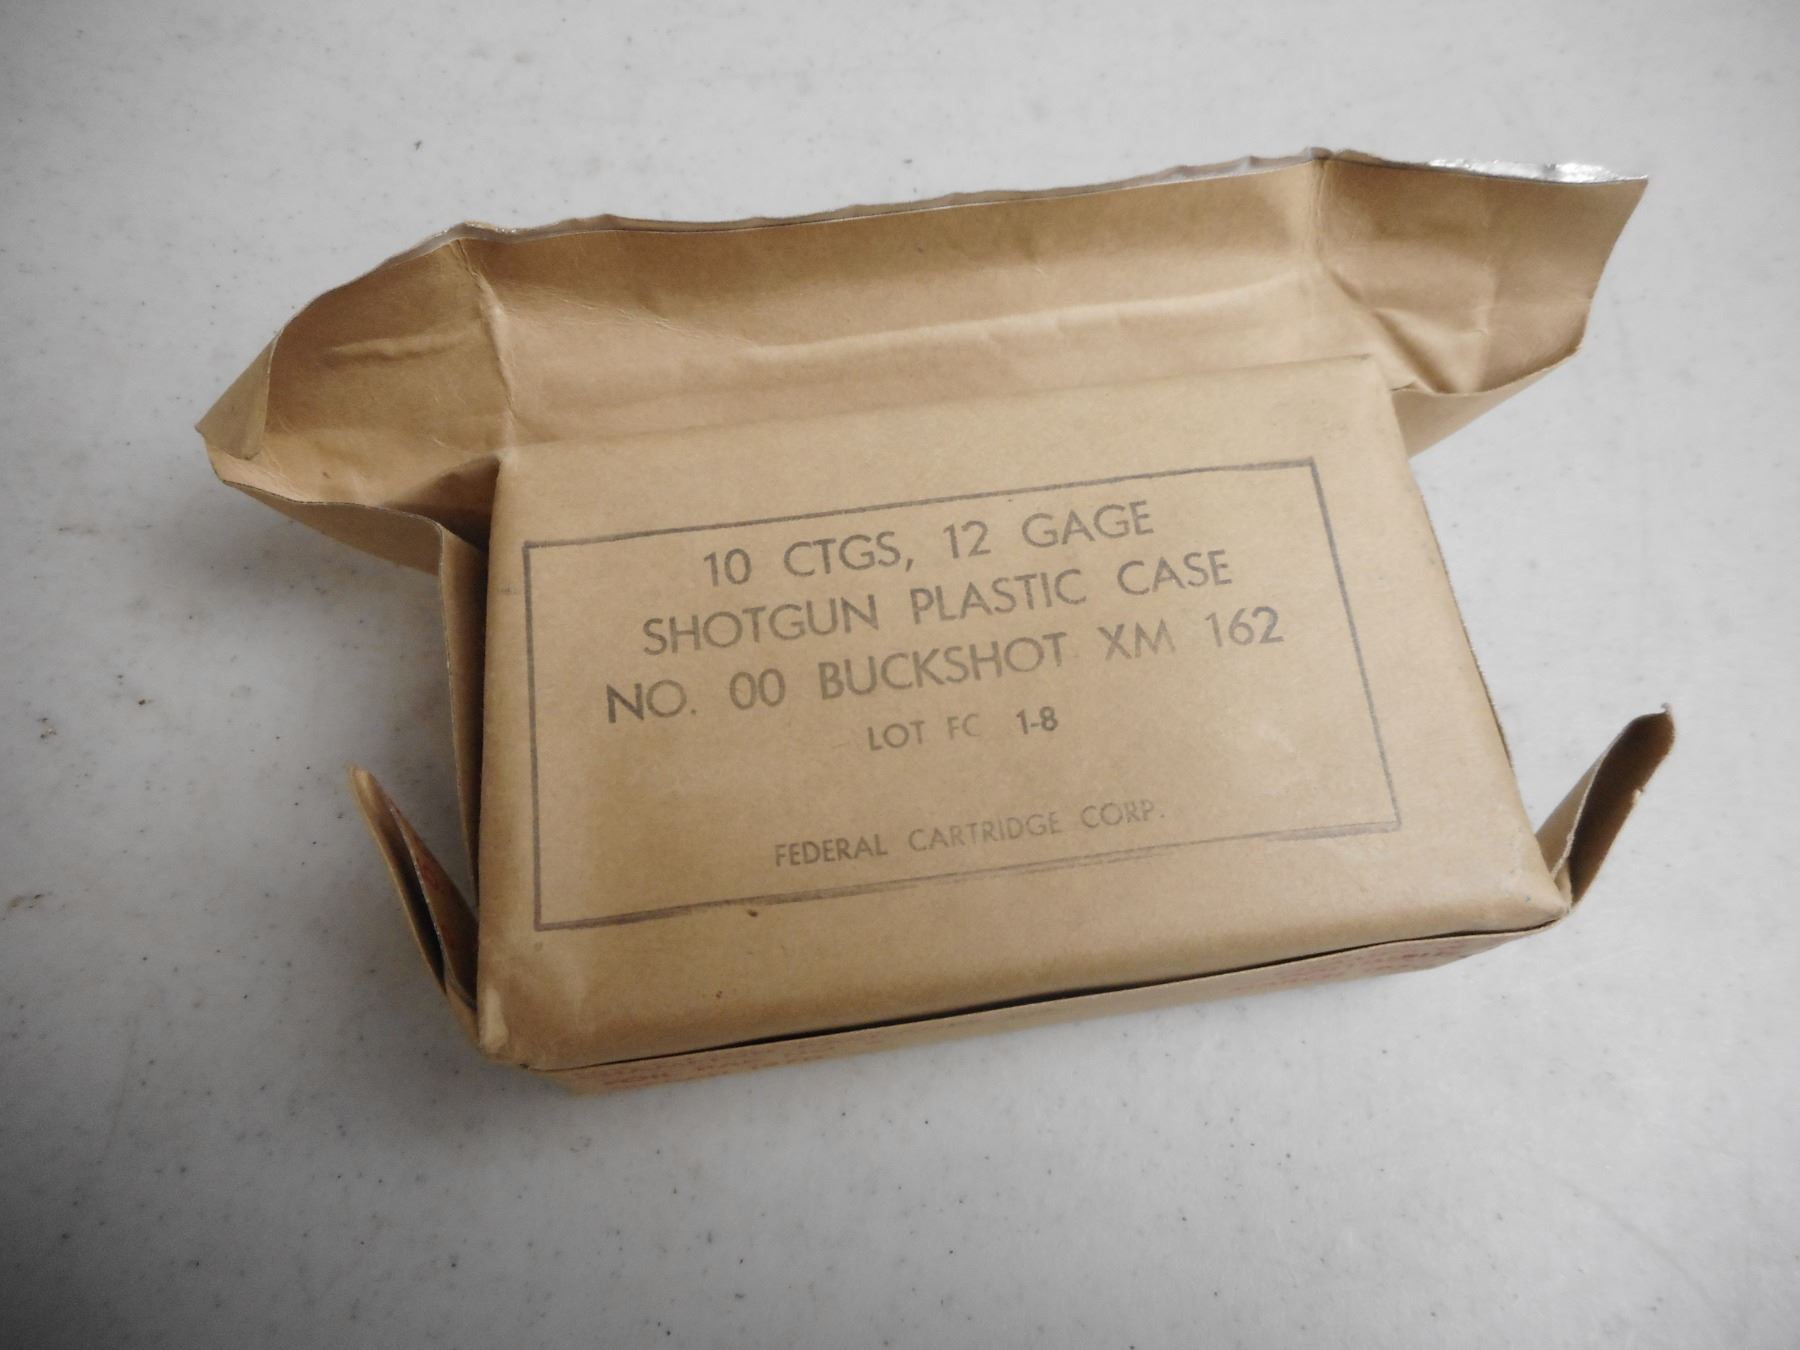 10 CTGS, 12 GAGE
SHOTGUN PLASTIC CASE
NO. 00 BUCKSHOT XM 162
LOT FC 1-8
FEDERAL CARTRIDGE CORP.